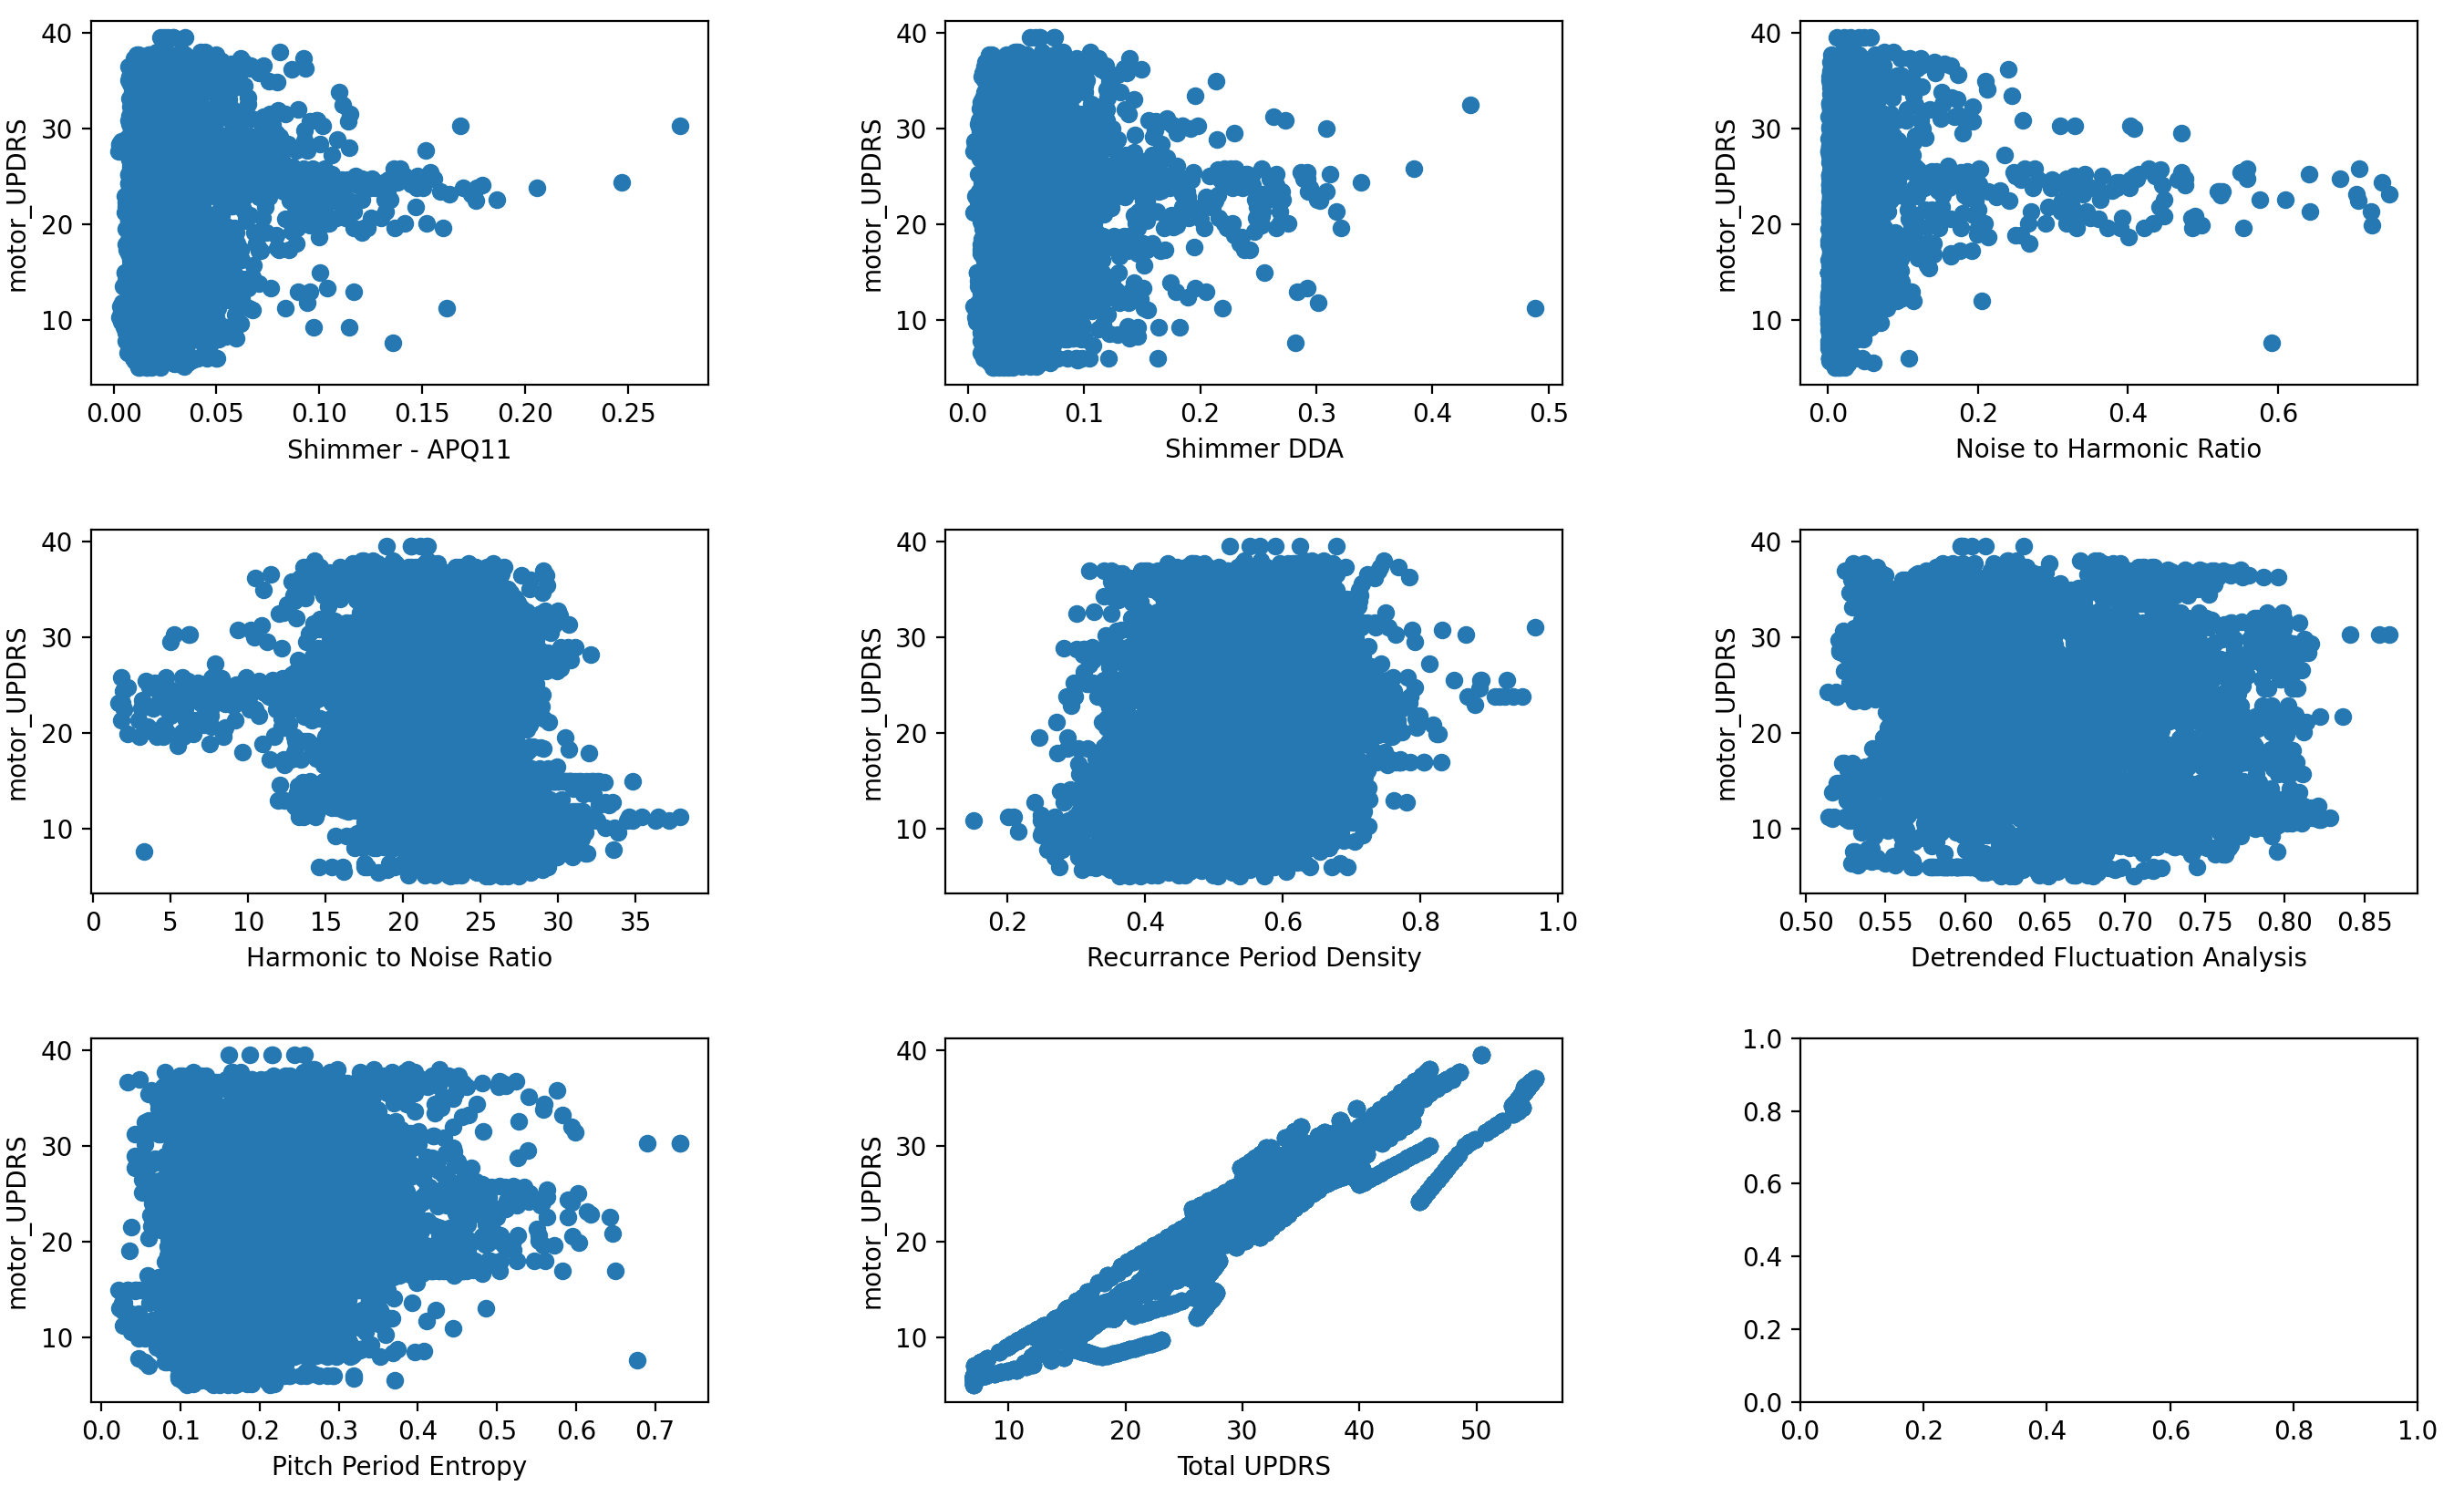 40
30
20
10
motor_UPDRS
0.00 0.05 0.10 0.15 0.20 0.25
Shimmer - APQ11
40
30
20
10
motor_UPDRS
0.0 0.1 0.2 0.3 0.4 0.5
Shimmer DDA
40
30
20
10
motor_UPDRS
0.0 0.2 0.4 0.6
Noise to Harmonic Ratio
40
30
20
10
motor_UPDRS
0 5 10 15 20 25 30 35
Harmonic to Noise Ratio
40
30
20
10
motor_UPDRS
0.2 0.4 0.6 0.8 1.0
Recurrance Period Density
40
30
20
10
motor_UPDRS
0.50 0.55 0.60 0.65 0.70 0.75 0.80 0.85
Detrended Fluctuation Analysis
40
30
20
10
motor_UPDRS
0.0 0.1 0.2 0.3 0.4 0.5 0.6 0.7
Pitch Period Entropy
40
30
20
10
motor_UPDRS
10 20 30 40 50
Total UPDRS
1.0
0.8
0.6
0.4
0.2
0.0
0.0 0.2 0.4 0.6 0.8 1.0